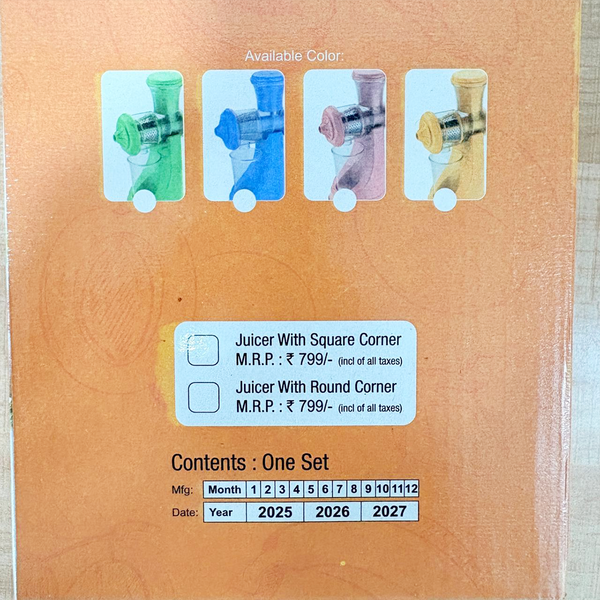 Available Color:
Juicer With Square Corner
M.R.P. : ₹ 799/- (incl of all taxes)
Juicer With Round Corner
M.R.P. : ₹ 799/- (incl of all taxes)
Contents : One Set
Mfg: Month 1 2 3 4 5 6 7 8 9 10 11 12
Date: Year 2025 2026 2027